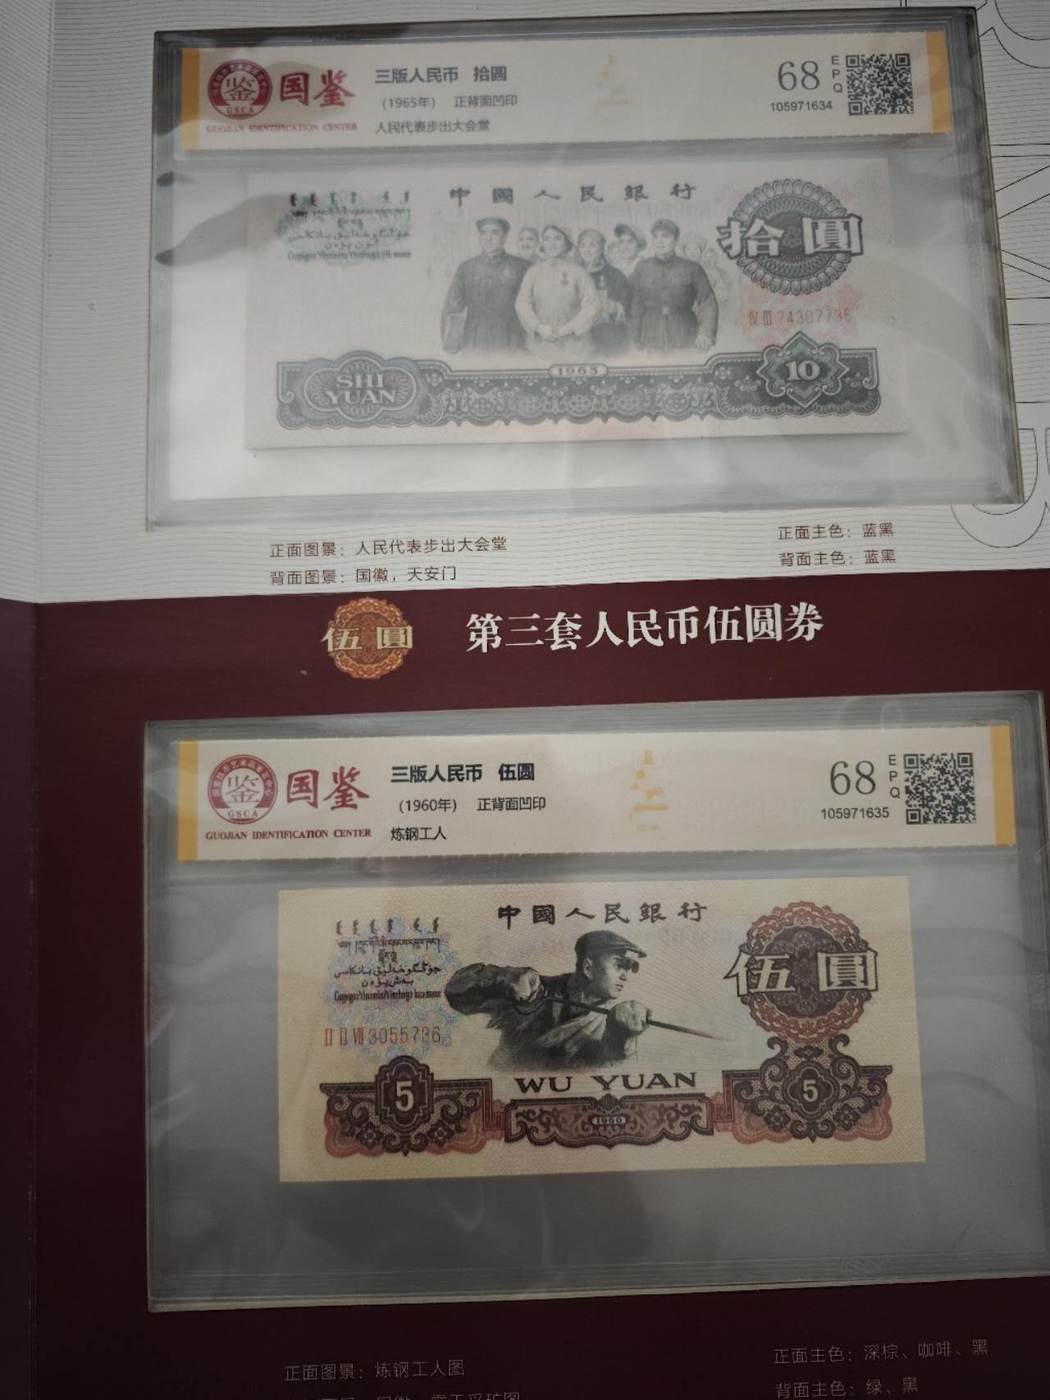 国鉴
GSCA
GUOJIAN IDENTIFICATION CENTER
三版人民币 拾圆
(1965年) 正背面凹印
人民代表步出大会堂
68
EPQ
105971634
中國人民銀行
拾圓
ⅣⅢ74307736
1965
SHI
YUAN
10
正面图景：人民代表步出大会堂
背面图景：国徽，天安门
正面主色：蓝黑
背面主色：蓝黑
伍圓
第三套人民币伍圆券
国鉴
GSCA
GUOJIAN IDENTIFICATION CENTER
三版人民币 伍圆
(1960年) 正背面凹印
炼钢工人
68
EPQ
105971635
中國人民銀行
伍圓
ⅡⅡⅦ3055736
5
WU YUAN
1960
5
正面图景：炼钢工人图
正面主色：深棕、咖啡、黑
背面主色：绿、黑